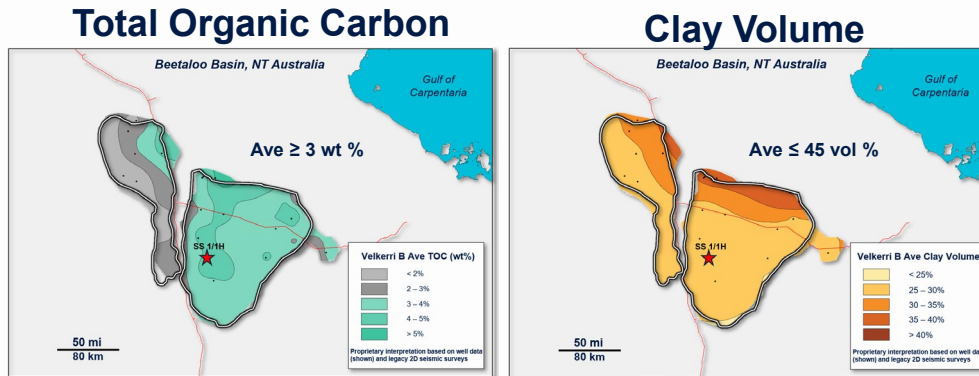 Total Organic Carbon
Beetaloo Basin, NT Australia
Gulf of
Carpentaria
Ave ≥ 3 wt %
SS 1/1H
Velkerri B Ave TOC (wt%)
< 2%
2 – 3%
3 – 4%
4 – 5%
> 5%
Proprietary interpretation based on well data
(shown) and legacy 2D seismic surveys
50 mi
80 km
Clay Volume
Beetaloo Basin, NT Australia
Gulf of
Carpentaria
Ave ≤ 45 vol %
SS 1/1H
Velkerri B Ave Clay Volume
< 25%
25 – 30%
30 – 35%
35 – 40%
> 40%
Proprietary interpretation based on well data
(shown) and legacy 2D seismic surveys
50 mi
80 km